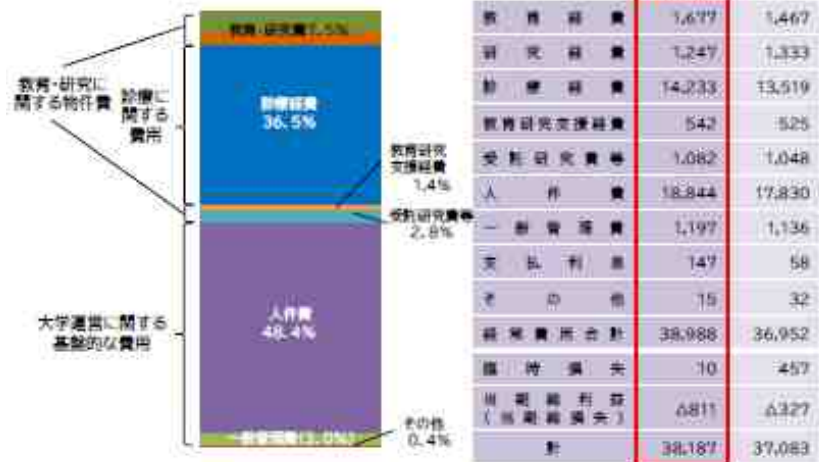 教育・研究費7.5%
教育・研究に
関する物件費
診療に
関する
費用
診療経費
36.5%
教育研究
支援経費
1.4%
受託研究費等
2.8%
大学運営に関する
基盤的な費用
人件費
48.4%
一般管理費(3.0%)
その他
0.4%
教育経費 1,677 1,467
研究経費 1,247 1,333
診療経費 14,233 13,519
教育研究支援経費 542 525
受託研究費等 1,082 1,048
人件費 18,844 17,830
一般管理費 1,197 1,136
支払利息 147 58
その他 15 32
経常費用合計 38,988 36,952
臨時損失 10 457
当期総利益
(当期総損失) △811 △327
計 38,187 37,083